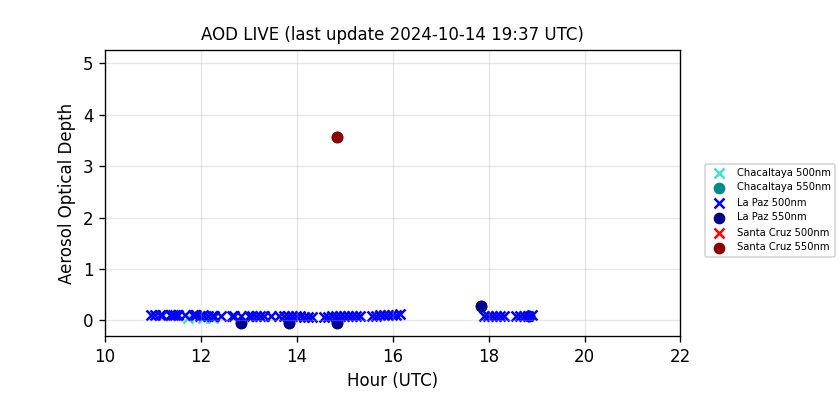 AOD LIVE (last update 2024-10-14 19:37 UTC)
5
4
3
2
1
0
Aerosol Optical Depth
10 12 14 16 18 20 22
Hour (UTC)
Chacaltaya 500nm
Chacaltaya 550nm
La Paz 500nm
La Paz 550nm
Santa Cruz 500nm
Santa Cruz 550nm